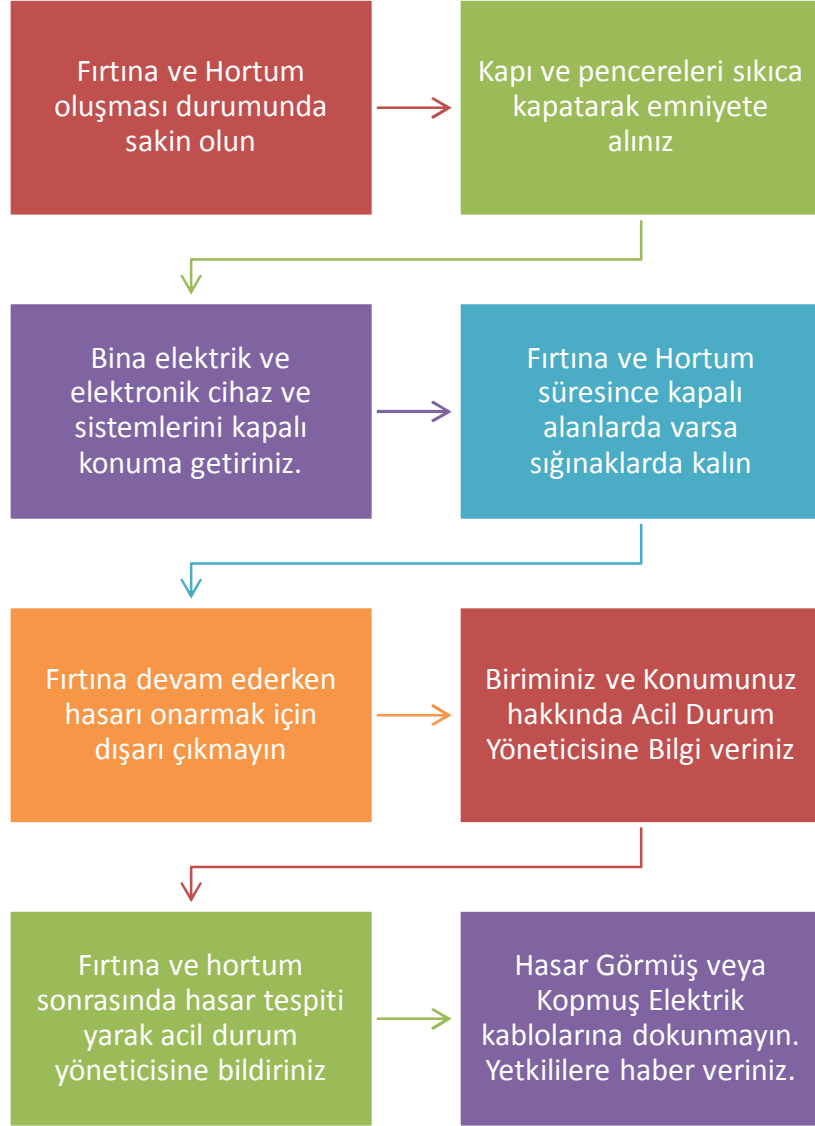 Fırtına ve Hortum
oluşması durumunda
sakin olun
Kapı ve pencereleri sıkıca
kapatarak emniyete
alınız
Bina elektrik ve
elektronik cihaz ve
sistemlerini kapalı
konuma getiriniz.
Fırtına ve Hortum
süresince kapalı
alanlarda varsa
sığınaklarda kalın
Fırtına devam ederken
hasarı onarmak için
dışarı çıkmayın
Biriminiz ve Konumunuz
hakkında Acil Durum
Yöneticisine Bilgi veriniz
Fırtına ve hortum
sonrasında hasar tespiti
yarak acil durum
yöneticisine bildiriniz
Hasar Görmüş veya
Kopmuş Elektrik
kablolarına dokunmayın.
Yetkililere haber veriniz.